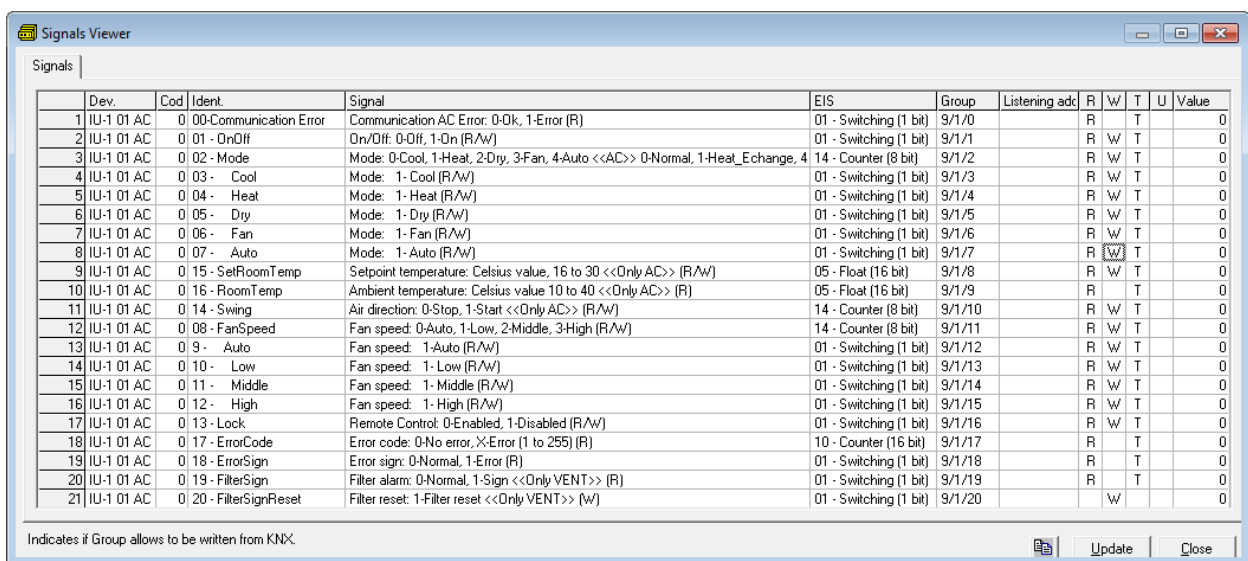 Signals Viewer
Signals
Dev. Cod Ident. Signal EIS Group Listening adc R W T U Value
1 IU-1 01 AC 0 00-Communication Error Communication AC Error: 0-Ok, 1-Error (R) 01 - Switching (1 bit) 9/1/0 R T 0
2 IU-1 01 AC 0 01 - OnOff On/Off: 0-Off, 1-On (R/W) 01 - Switching (1 bit) 9/1/1 R W T 0
3 IU-1 01 AC 0 02 - Mode Mode: 0-Cool, 1-Heat, 2-Dry, 3-Fan, 4-Auto <<AC>> 0-Normal, 1-Heat_Echange, 4 14 - Counter (8 bit) 9/1/2 R W T 0
4 IU-1 01 AC 0 03 - Cool Mode: 1- Cool (R/W) 01 - Switching (1 bit) 9/1/3 R W T 0
5 IU-1 01 AC 0 04 - Heat Mode: 1- Heat (R/W) 01 - Switching (1 bit) 9/1/4 R W T 0
6 IU-1 01 AC 0 05 - Dry Mode: 1- Dry (R/W) 01 - Switching (1 bit) 9/1/5 R W T 0
7 IU-1 01 AC 0 06 - Fan Mode: 1- Fan (R/W) 01 - Switching (1 bit) 9/1/6 R W T 0
8 IU-1 01 AC 0 07 - Auto Mode: 1- Auto (R/W) 01 - Switching (1 bit) 9/1/7 R W T 0
9 IU-1 01 AC 0 15 - SetRoomTemp Setpoint temperature: Celsius value, 16 to 30 <<Only AC>> (R/W) 05 - Float (16 bit) 9/1/8 R W T 0
10 IU-1 01 AC 0 16 - RoomTemp Ambient temperature: Celsius value 10 to 40 <<Only AC>> (R) 05 - Float (16 bit) 9/1/9 R T 0
11 IU-1 01 AC 0 14 - Swing Air direction: 0-Stop, 1-Start <<Only AC>> (R/W) 14 - Counter (8 bit) 9/1/10 R W T 0
12 IU-1 01 AC 0 08 - FanSpeed Fan speed: 0-Auto, 1-Low, 2-Middle, 3-High (R/W) 14 - Counter (8 bit) 9/1/11 R W T 0
13 IU-1 01 AC 0 9 - Auto Fan speed: 1-Auto (R/W) 01 - Switching (1 bit) 9/1/12 R W T 0
14 IU-1 01 AC 0 10 - Low Fan speed: 1- Low (R/W) 01 - Switching (1 bit) 9/1/13 R W T 0
15 IU-1 01 AC 0 11 - Middle Fan speed: 1- Middle (R/W) 01 - Switching (1 bit) 9/1/14 R W T 0
16 IU-1 01 AC 0 12 - High Fan speed: 1- High (R/W) 01 - Switching (1 bit) 9/1/15 R W T 0
17 IU-1 01 AC 0 13 - Lock Remote Control: 0-Enabled, 1-Disabled (R/W) 01 - Switching (1 bit) 9/1/16 R W T 0
18 IU-1 01 AC 0 17 - ErrorCode Error code: 0-No error, X-Error (1 to 255) (R) 10 - Counter (16 bit) 9/1/17 R T 0
19 IU-1 01 AC 0 18 - ErrorSign Error sign: 0-Normal, 1-Error (R) 01 - Switching (1 bit) 9/1/18 R T 0
20 IU-1 01 AC 0 19 - FilterSign Filter alarm: 0-Normal, 1-Sign <<Only VENT>> (R) 01 - Switching (1 bit) 9/1/19 R T 0
21 IU-1 01 AC 0 20 - FilterSignReset Filter reset: 1-Filter reset <<Only VENT>> (W) 01 - Switching (1 bit) 9/1/20 W 0
Indicates if Group allows to be written from KNX.
Update Close